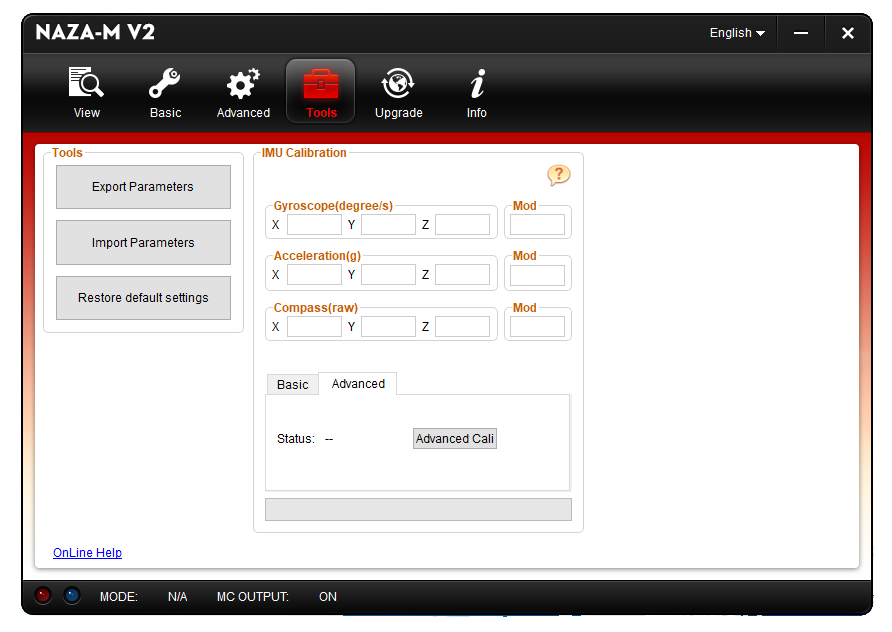 NAZA-M V2
English
View
Basic
Advanced
Tools
Upgrade
Info
Tools
Export Parameters
Import Parameters
Restore default settings
IMU Calibration
?
Gyroscope(degree/s)
Mod
X Y Z
Acceleration(g)
Mod
X Y Z
Compass(raw)
Mod
X Y Z
Basic
Advanced
Status: --
Advanced Cali
OnLine Help
MODE: N/A MC OUTPUT: ON